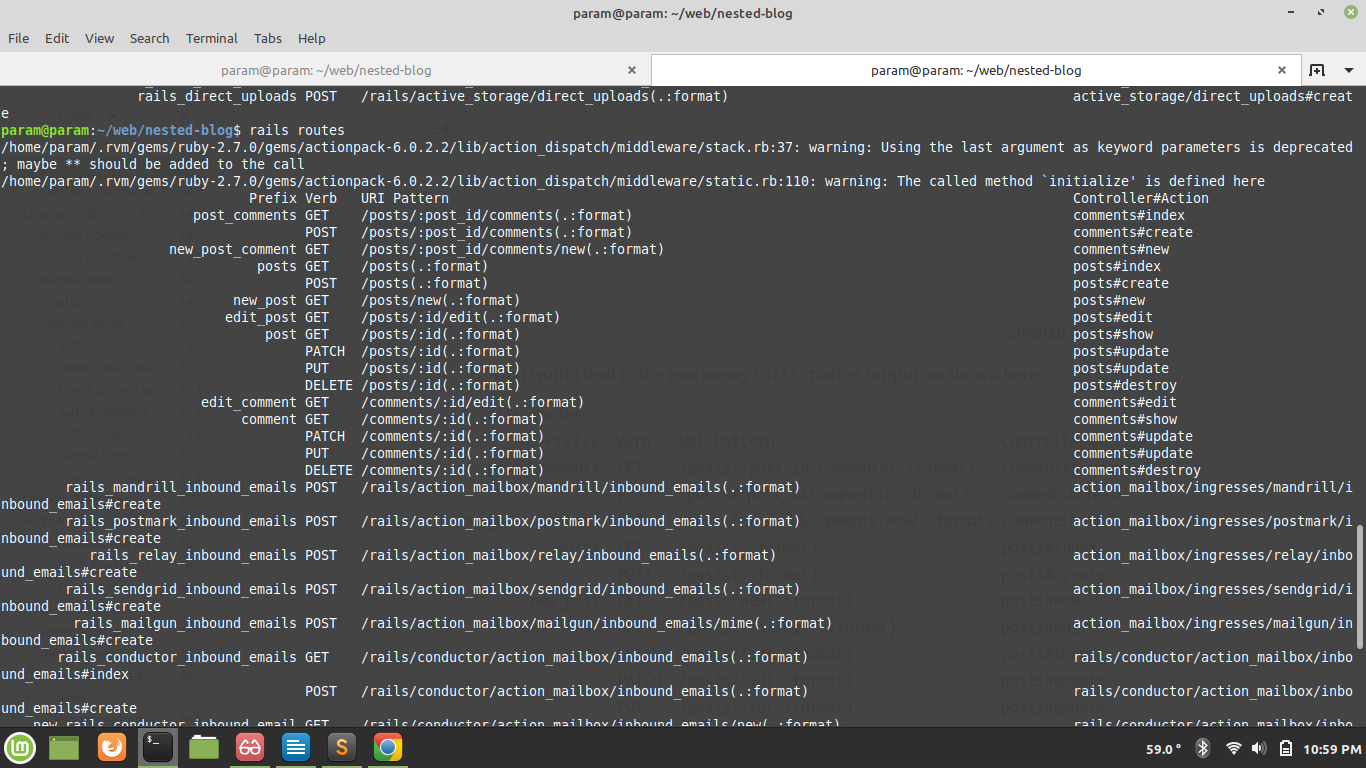 param@param: ~/web/nested-blog
File Edit View Search Terminal Tabs Help
param@param: ~/web/nested-blog × param@param: ~/web/nested-blog ×
rails_direct_uploads POST /rails/active_storage/direct_uploads(.:format) active_storage/direct_uploads#creat
e
param@param:~/web/nested-blog$ rails routes
/home/param/.rvm/gems/ruby-2.7.0/gems/actionpack-6.0.2.2/lib/action_dispatch/middleware/stack.rb:37: warning: Using the last argument as keyword parameters is deprecated
; maybe ** should be added to the call
/home/param/.rvm/gems/ruby-2.7.0/gems/actionpack-6.0.2.2/lib/action_dispatch/middleware/static.rb:110: warning: The called method `initialize' is defined here
Prefix Verb URI Pattern Controller#Action
post_comments GET /posts/:post_id/comments(.:format) comments#index
POST /posts/:post_id/comments(.:format) comments#create
new_post_comment GET /posts/:post_id/comments/new(.:format) comments#new
posts GET /posts(.:format) posts#index
POST /posts(.:format) posts#create
new_post GET /posts/new(.:format) posts#new
edit_post GET /posts/:id/edit(.:format) posts#edit
post GET /posts/:id(.:format) posts#show
PATCH /posts/:id(.:format) posts#update
PUT /posts/:id(.:format) posts#update
DELETE /posts/:id(.:format) posts#destroy
edit_comment GET /comments/:id/edit(.:format) comments#edit
comment GET /comments/:id(.:format) comments#show
PATCH /comments/:id(.:format) comments#update
PUT /comments/:id(.:format) comments#update
DELETE /comments/:id(.:format) comments#destroy
rails_mandrill_inbound_emails POST /rails/action_mailbox/mandrill/inbound_emails(.:format) action_mailbox/ingresses/mandrill/i
nbound_emails#create
rails_postmark_inbound_emails POST /rails/action_mailbox/postmark/inbound_emails(.:format) action_mailbox/ingresses/postmark/i
nbound_emails#create
rails_relay_inbound_emails POST /rails/action_mailbox/relay/inbound_emails(.:format) action_mailbox/ingresses/relay/inbo
und_emails#create
rails_sendgrid_inbound_emails POST /rails/action_mailbox/sendgrid/inbound_emails(.:format) action_mailbox/ingresses/sendgrid/i
nbound_emails#create
rails_mailgun_inbound_emails POST /rails/action_mailbox/mailgun/inbound_emails/mime(.:format) action_mailbox/ingresses/mailgun/in
bound_emails#create
rails_conductor_inbound_emails GET /rails/conductor/action_mailbox/inbound_emails(.:format) rails/conductor/action_mailbox/inbo
und_emails#index
POST /rails/conductor/action_mailbox/inbound_emails(.:format) rails/conductor/action_mailbox/inbo
und_emails#create
new_rails_conductor_inbound_email GET /rails/conductor/action_mailbox/inbound_emails/new(.:format) rails/conductor/action_mailbox/inbo
59.0 ° 10:59 PM